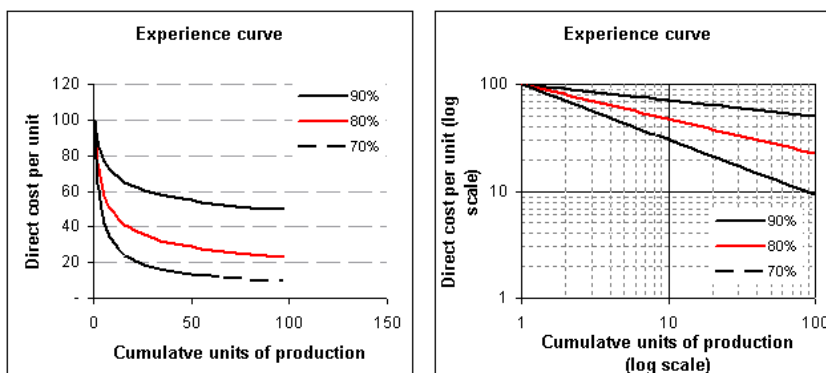 Experience curve
120
100
80
60
40
20
-
Direct cost per unit
90%
80%
70%
0
50
100
150
Cumulatve units of production
Experience curve
100
10
1
Direct cost per unit (log
scale)
90%
80%
70%
1
10
100
Cumulative units of production
(log scale)